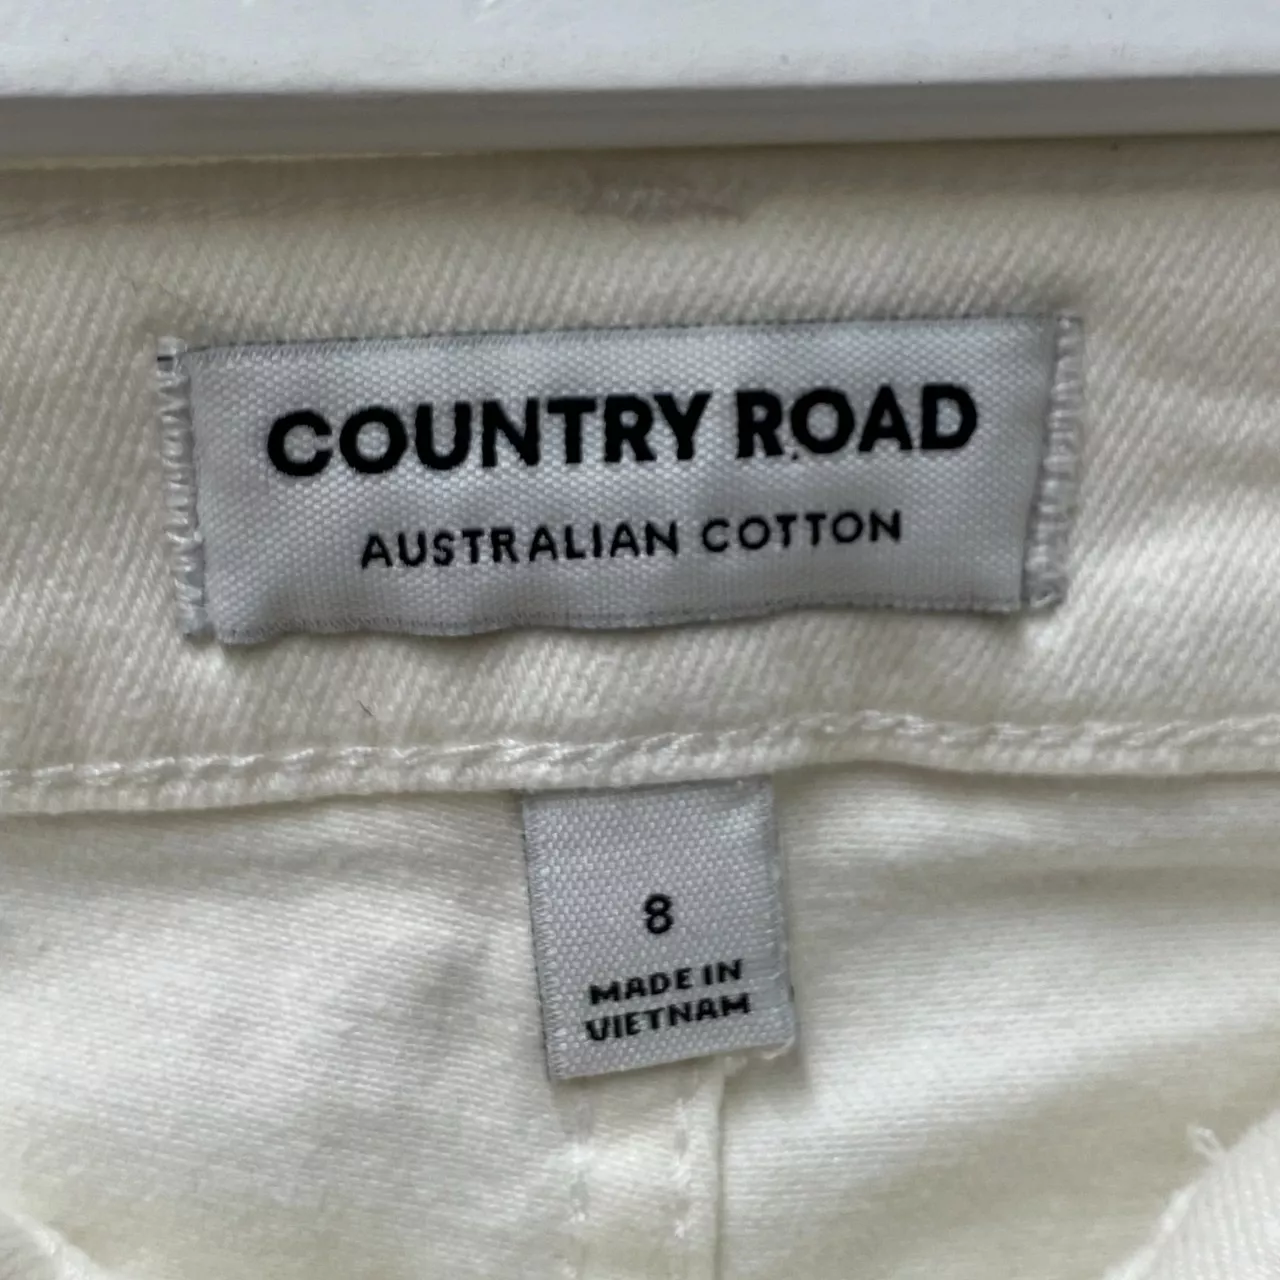 COUNTRY ROAD
AUSTRALIAN COTTON
8
MADE IN
VIETNAM